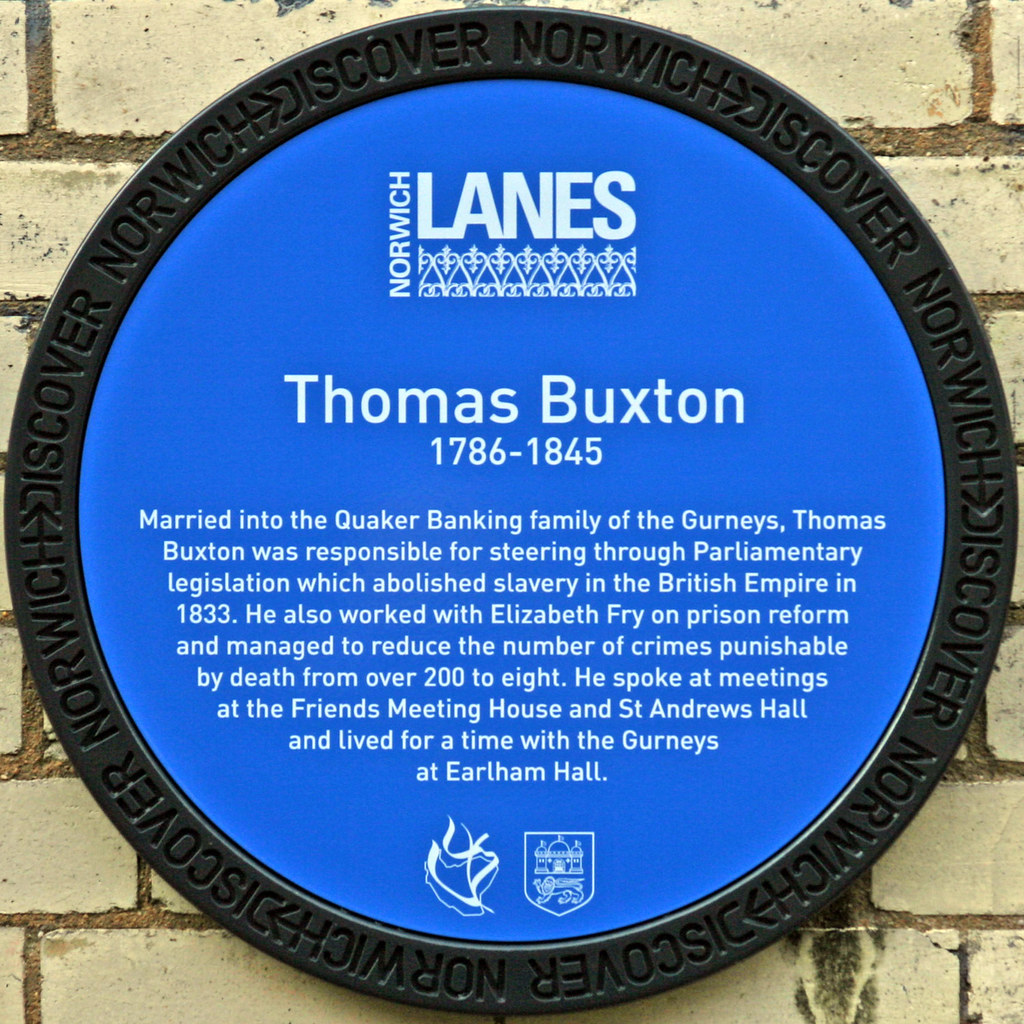 DISCOVER NORWICH>>DISCOVER NORWICH>>DISCOVER NORWICH>>DISCOVER NORWICH>>DISCOVER NORWICH>>DISCOVER NORWICH>>
NORWICH
LANES
Thomas Buxton
1786-1845
Married into the Quaker Banking family of the Gurneys, Thomas
Buxton was responsible for steering through Parliamentary
legislation which abolished slavery in the British Empire in
1833. He also worked with Elizabeth Fry on prison reform
and managed to reduce the number of crimes punishable
by death from over 200 to eight. He spoke at meetings
at the Friends Meeting House and St Andrews Hall
and lived for a time with the Gurneys
at Earlham Hall.